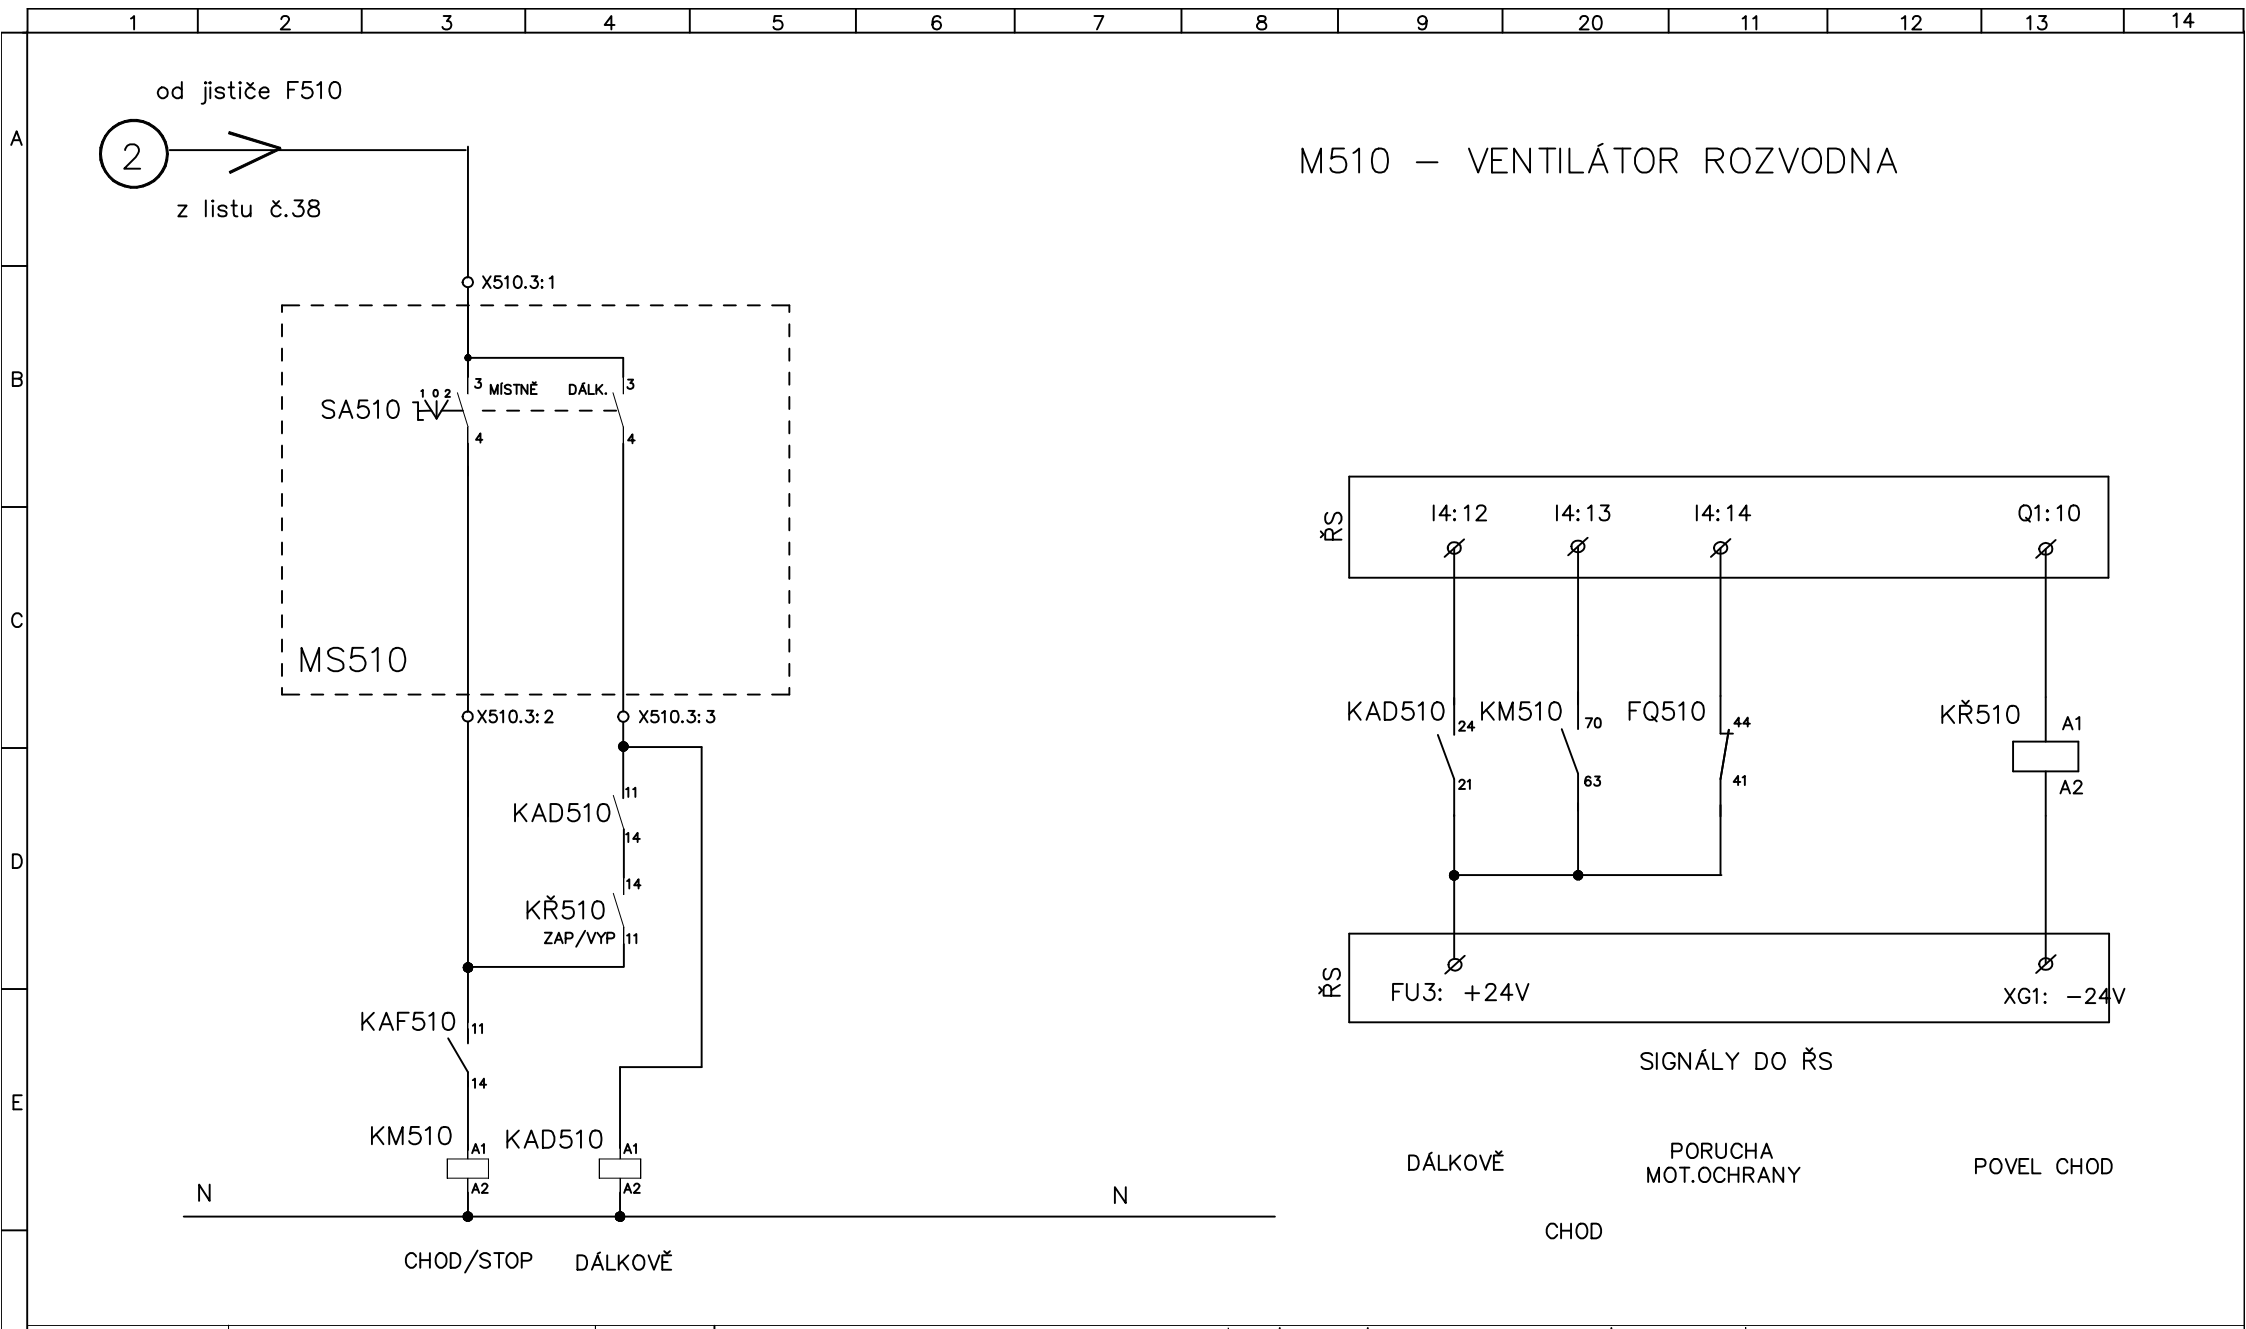 1 2 3 4 5 6 7 8 9 20 11 12 13 14
A
B
C
D
E
od jističe F510
2
z listu č.38
M510 – VENTILÁTOR ROZVODNA
X510.3:1
SA510
1 0 2
3 MÍSTNĚ DÁLK. 3
4 4
MS510
X510.3:2 X510.3:3
KAD510
11
14
KŘ510
ZAP/VYP
14
11
KAF510
11
14
KM510
A1
A2
KAD510
A1
A2
N N
CHOD/STOP DÁLKOVĚ
ŘS
I4:12 I4:13 I4:14 Q1:10
KAD510
24
21
KM510
70
63
FQ510
44
41
KŘ510
A1
A2
ŘS
FU3: +24V XG1: –24V
SIGNÁLY DO ŘS
DÁLKOVĚ
CHOD
PORUCHA
MOT.OCHRANY
POVEL CHOD